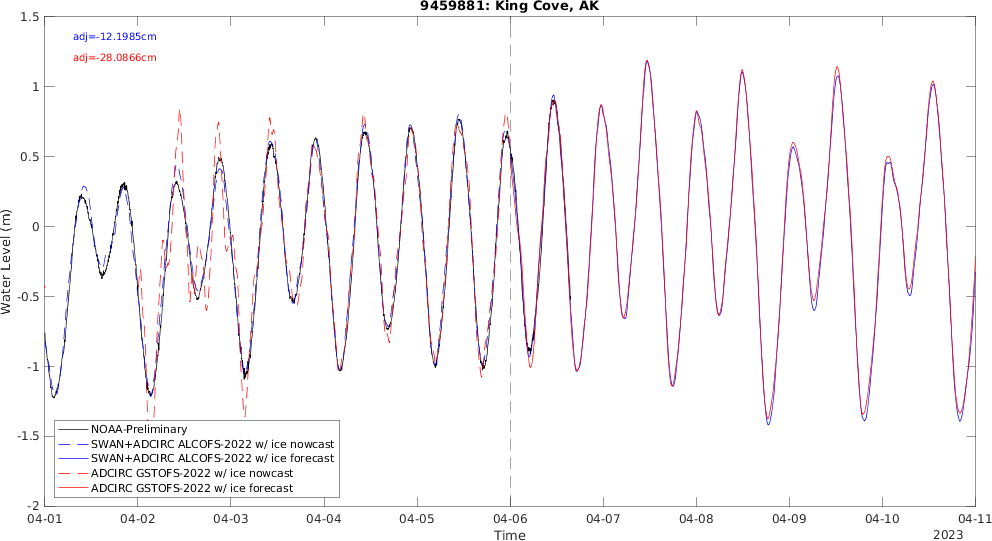 9459881: King Cove, AK
adj=-12.1985cm
adj=-28.0866cm
Water Level (m)
1.5
1
0.5
0
-0.5
-1
-1.5
-2
NOAA-Preliminary
SWAN+ADCIRC ALCOFS-2022 w/ ice nowcast
SWAN+ADCIRC ALCOFS-2022 w/ ice forecast
ADCIRC GSTOFS-2022 w/ ice nowcast
ADCIRC GSTOFS-2022 w/ ice forecast
04-01 04-02 04-03 04-04 04-05 04-06 04-07 04-08 04-09 04-10 04-11
Time
2023